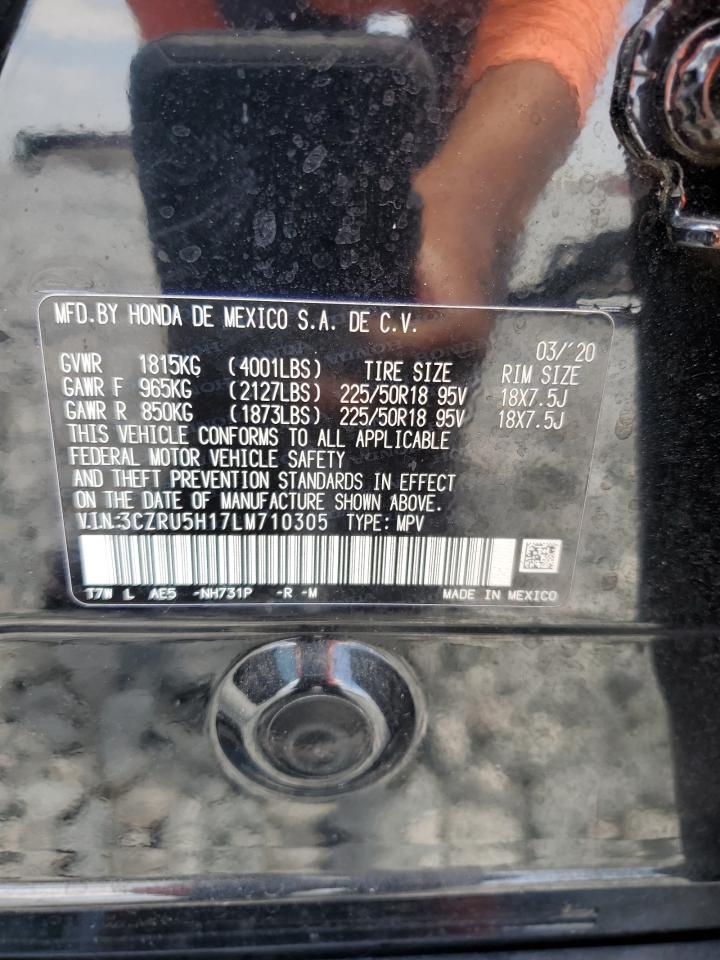 MFD.BY HONDA DE MEXICO S.A. DE C.V.
03/'20
GVWR 1815KG (4001LBS) TIRE SIZE RIM SIZE
GAWR F 965KG (2127LBS) 225/50R18 95V 18X7.5J
GAWR R 850KG (1873LBS) 225/50R18 95V 18X7.5J
THIS VEHICLE CONFORMS TO ALL APPLICABLE
FEDERAL MOTOR VEHICLE SAFETY
AND THEFT PREVENTION STANDARDS IN EFFECT
ON THE DATE OF MANUFACTURE SHOWN ABOVE.
V.I.N:3CZRU5H17LM710305 TYPE: MPV
T7W L AE5 -NH731P -R -M MADE IN MEXICO